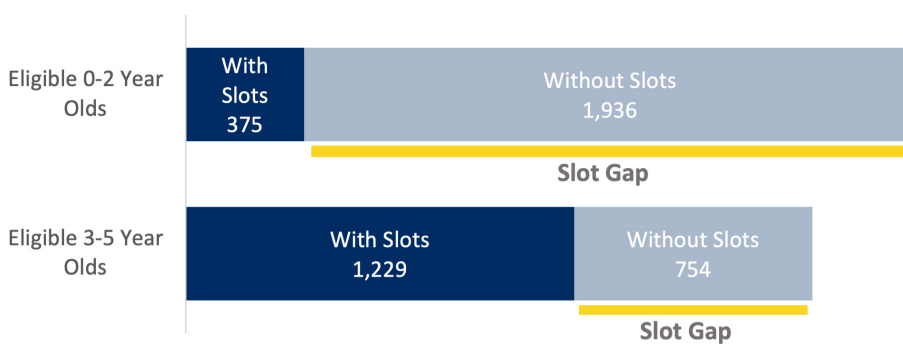 Eligible 0-2 Year
Olds
With
Slots
375
Without Slots
1,936
Slot Gap
Eligible 3-5 Year
Olds
With Slots
1,229
Without Slots
754
Slot Gap